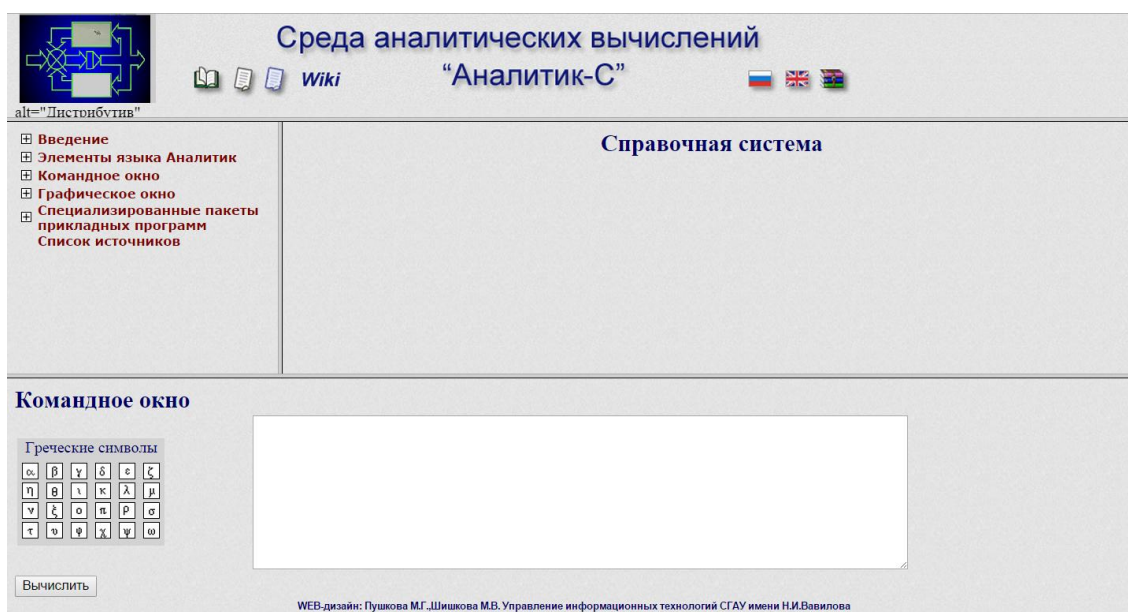 Среда аналитических вычислений
“Аналитик-С”
Wiki
alt="Дистрибутив"
Введение
Элементы языка Аналитик
Командное окно
Графическое окно
Специализированные пакеты
прикладных программ
Список источников
Справочная система
Командное окно
Греческие символы
α β γ δ ε ζ
η θ ι κ λ μ
ν ξ ο π ρ σ
τ υ φ χ ψ ω
Вычислить
WEB-дизайн: Пушкова М.Г.,Шишкова М.В. Управление информационных технологий СГАУ имени Н.И.Вавилова